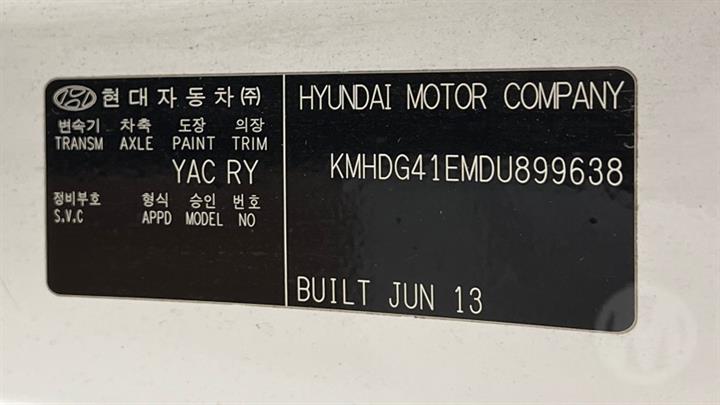 현대자동차㈜
변속기 차축 도장 의장
TRANSM AXLE PAINT TRIM
YAC RY
정비부호 형식 승인 번호
S.V.C APPD MODEL NO
HYUNDAI MOTOR COMPANY
KMHDG41EMDU899638
BUILT JUN 13